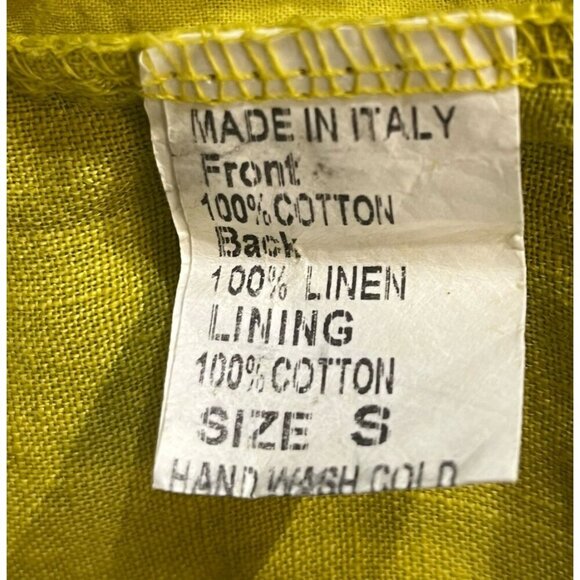 MADE IN ITALY
Front
100% COTTON
Back
100% LINEN
LINING
100% COTTON
SIZE S
HAND WASH COLD